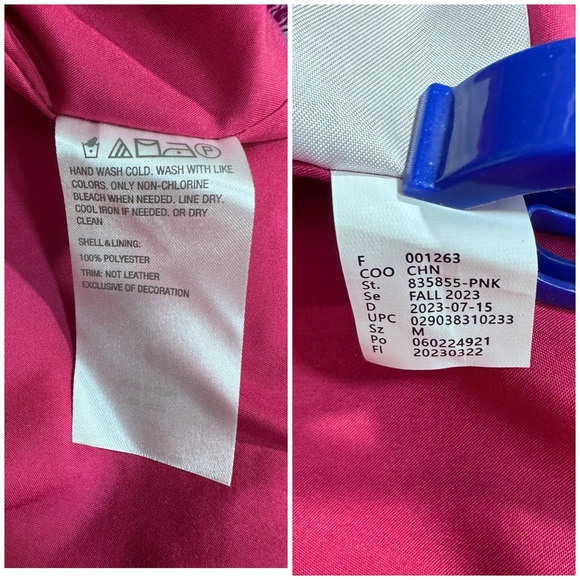 HAND WASH COLD. WASH WITH LIKE
COLORS. ONLY NON-CHLORINE
BLEACH WHEN NEEDED. LINE DRY.
COOL IRON IF NEEDED. OR DRY
CLEAN
SHELL & LINING:
100% POLYESTER
TRIM: NOT LEATHER
EXCLUSIVE OF DECORATION
F 001263
COO CHN
St. 835855-PNK
Se FALL 2023
D 2023-07-15
UPC 029038310233
Sz M
Po 060224921
FI 20230322